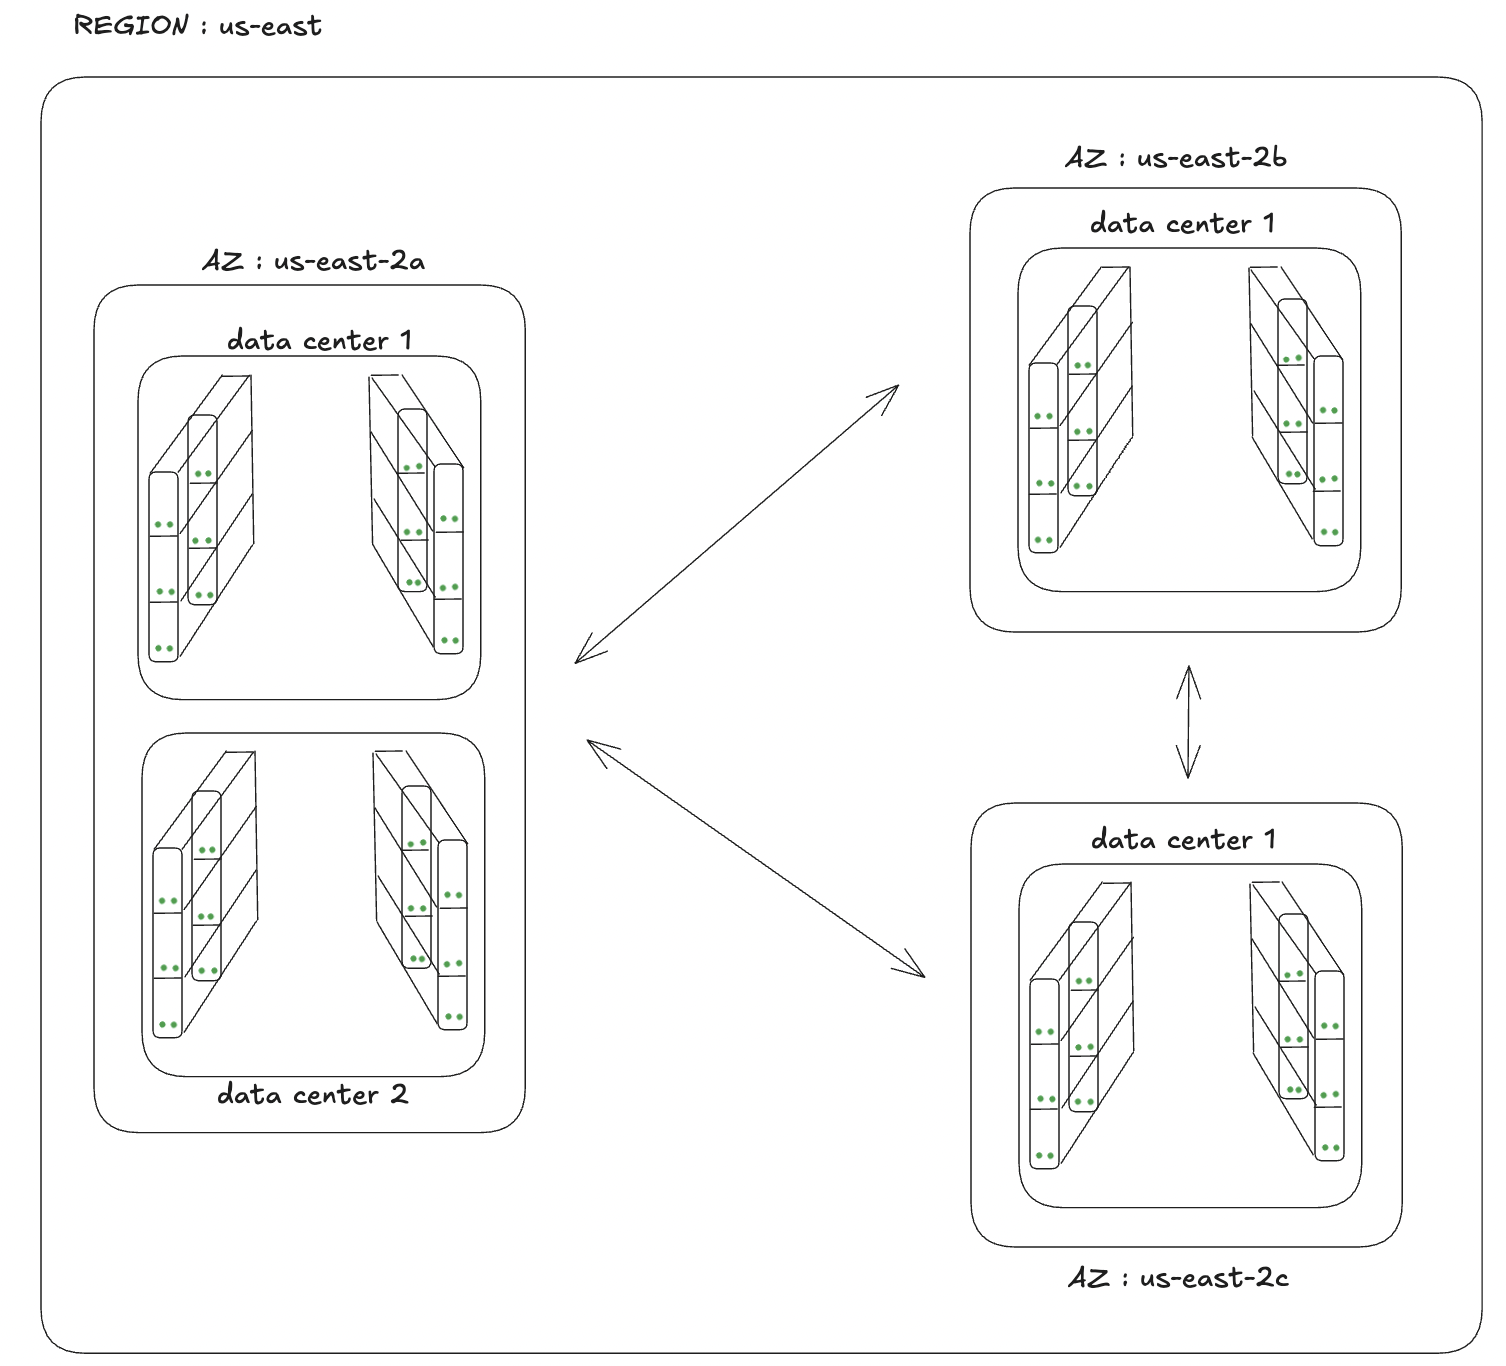 REGION : us-east
AZ : us-east-2a
data center 1
data center 2
AZ : us-east-2b
data center 1
data center 1
AZ : us-east-2c